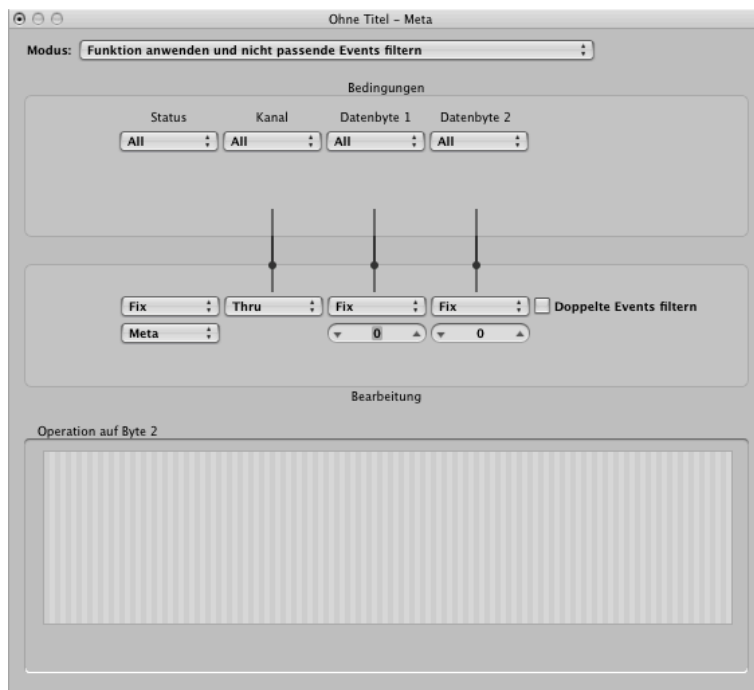 Ohne Titel – Meta
Modus: Funktion anwenden und nicht passende Events filtern
Bedingungen
Status Kanal Datenbyte 1 Datenbyte 2
All All All All
Fix Thru Fix Fix Doppelte Events filtern
Meta 0 0
Bearbeitung
Operation auf Byte 2